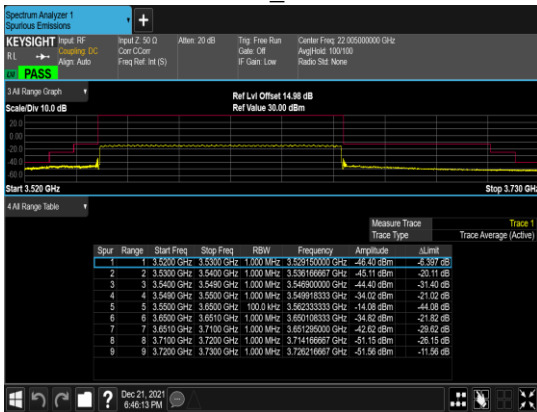 Spectrum Analyzer 1
Spurious Emissions
KEYSIGHT Input: RF Input Z: 50 Ω Atten: 20 dB Trig: Free Run Center Freq: 22.005000000 GHz
RL Coupling: DC Corr CCorr Gate: Off Avg|Hold: 100/100
Align: Auto Freq Ref: Int (S) IF Gain: Low Radio Std: None
PASS
3 All Range Graph Ref Lvl Offset 14.98 dB
Scale/Div 10.0 dB Ref Value 30.00 dBm
20.0
0.00
-20.0
-40.0
-60.0
Start 3.520 GHz Stop 3.730 GHz
4 All Range Table
Measure Trace Trace 1
Trace Type Trace Average (Active)
Spur Range Start Freq Stop Freq RBW Frequency Amplitude ΔLimit
1 1 3.5200 GHz 3.5300 GHz 1.000 MHz 3.529150000 GHz -46.40 dBm -6.397 dB
2 2 3.5300 GHz 3.5400 GHz 1.000 MHz 3.536166667 GHz -45.11 dBm -20.11 dB
3 3 3.5400 GHz 3.5490 GHz 1.000 MHz 3.546900000 GHz -44.40 dBm -31.40 dB
4 4 3.5490 GHz 3.5500 GHz 1.000 MHz 3.549918333 GHz -34.02 dBm -21.02 dB
5 5 3.5500 GHz 3.6500 GHz 100.0 kHz 3.562333333 GHz -14.08 dBm -44.08 dB
6 6 3.6500 GHz 3.6510 GHz 1.000 MHz 3.650108333 GHz -34.82 dBm -21.82 dB
7 7 3.6510 GHz 3.7100 GHz 1.000 MHz 3.651295000 GHz -42.62 dBm -29.62 dB
8 8 3.7100 GHz 3.7200 GHz 1.000 MHz 3.714166667 GHz -51.15 dBm -26.15 dB
9 9 3.7200 GHz 3.7300 GHz 1.000 MHz 3.726216667 GHz -51.56 dBm -11.56 dB
? Dec 21, 2021
6:46:13 PM